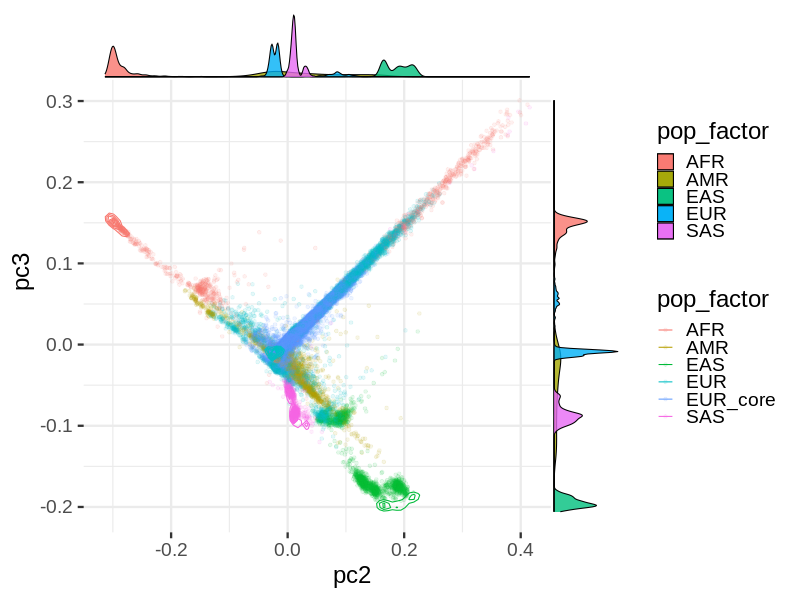 0.3
0.2
0.1
0.0
-0.1
-0.2
pc3
-0.2
0.0
0.2
0.4
pc2
pop_factor
AFR
AMR
EAS
EUR
SAS
pop_factor
AFR
AMR
EAS
EUR
EUR_core
SAS